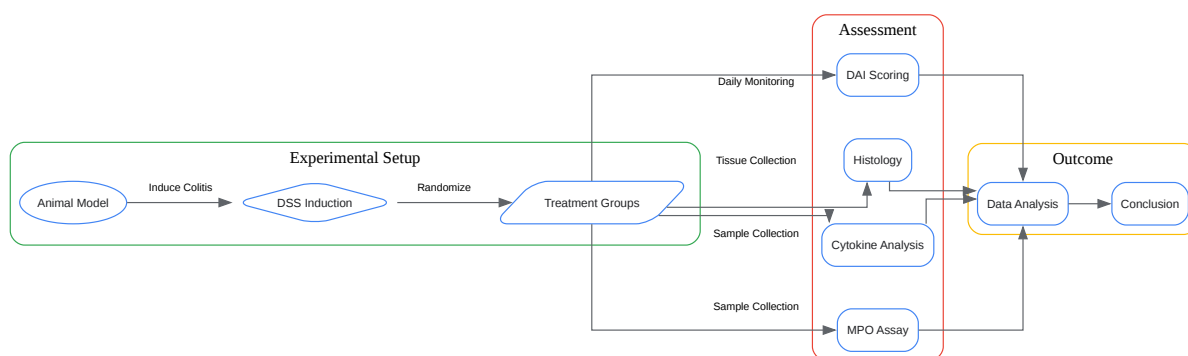 Assessment
DAI Scoring
Daily Monitoring
Experimental Setup
Tissue Collection
Histology
Outcome
Animal Model
Induce Colitis
DSS Induction
Randomize
Treatment Groups
Data Analysis
Conclusion
Sample Collection
Cytokine Analysis
Sample Collection
MPO Assay